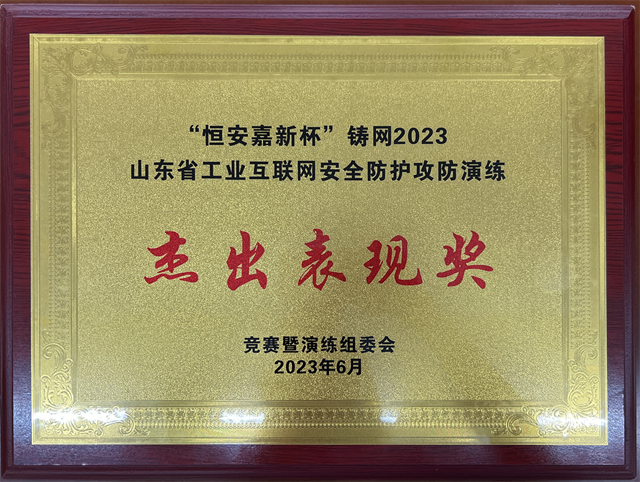 “恒安嘉新杯”铸网2023
山东省工业互联网安全防护攻防演练
杰出表现奖
竞赛暨演练组委会
2023年6月